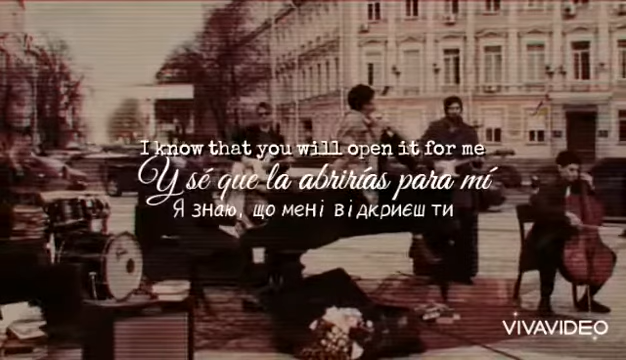 I know that you will open it for me
Y sé que la abrirías para mí
Я знаю, що мені відкриєш ти
VIVAVIDEO